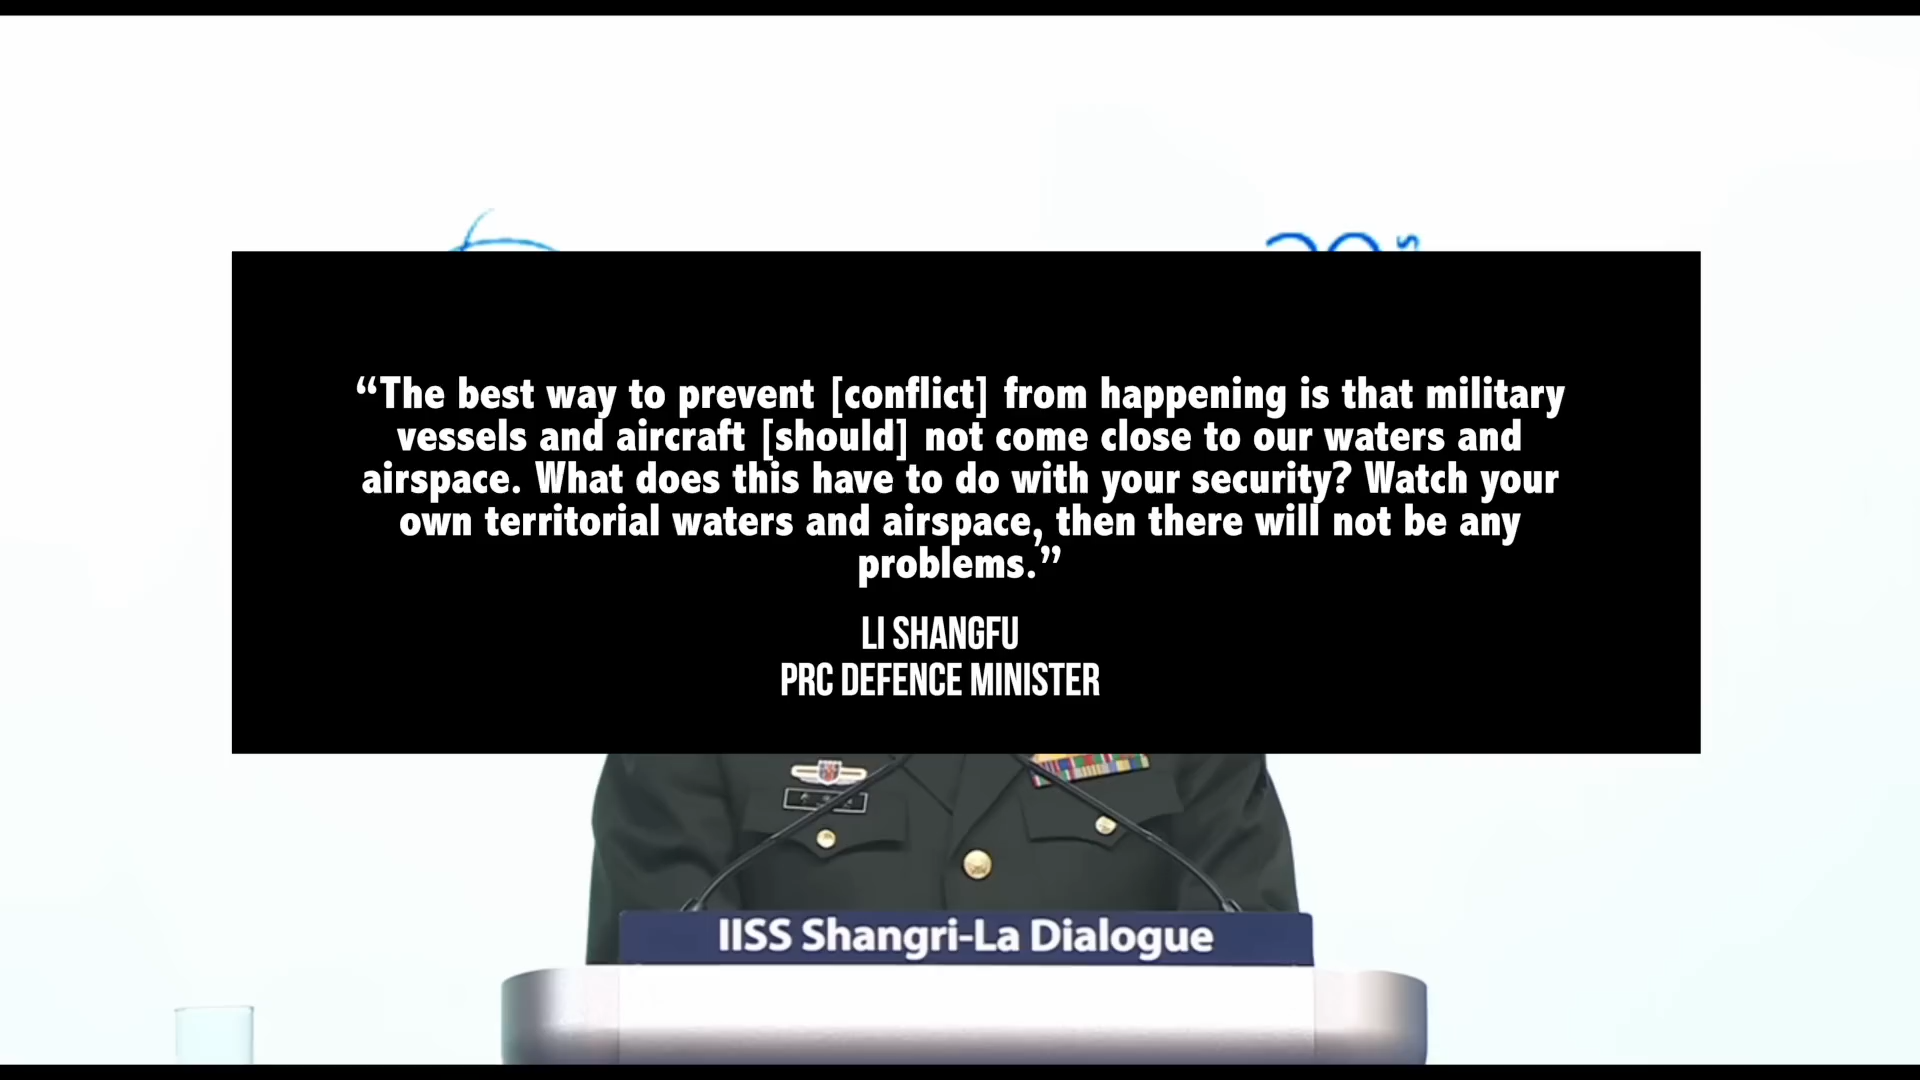 “The best way to prevent [conflict] from happening is that military
vessels and aircraft [should] not come close to our waters and
airspace. What does this have to do with your security? Watch your
own territorial waters and airspace, then there will not be any
problems.”
LI SHANGFU
PRC DEFENCE MINISTER
IISS Shangri-La Dialogue